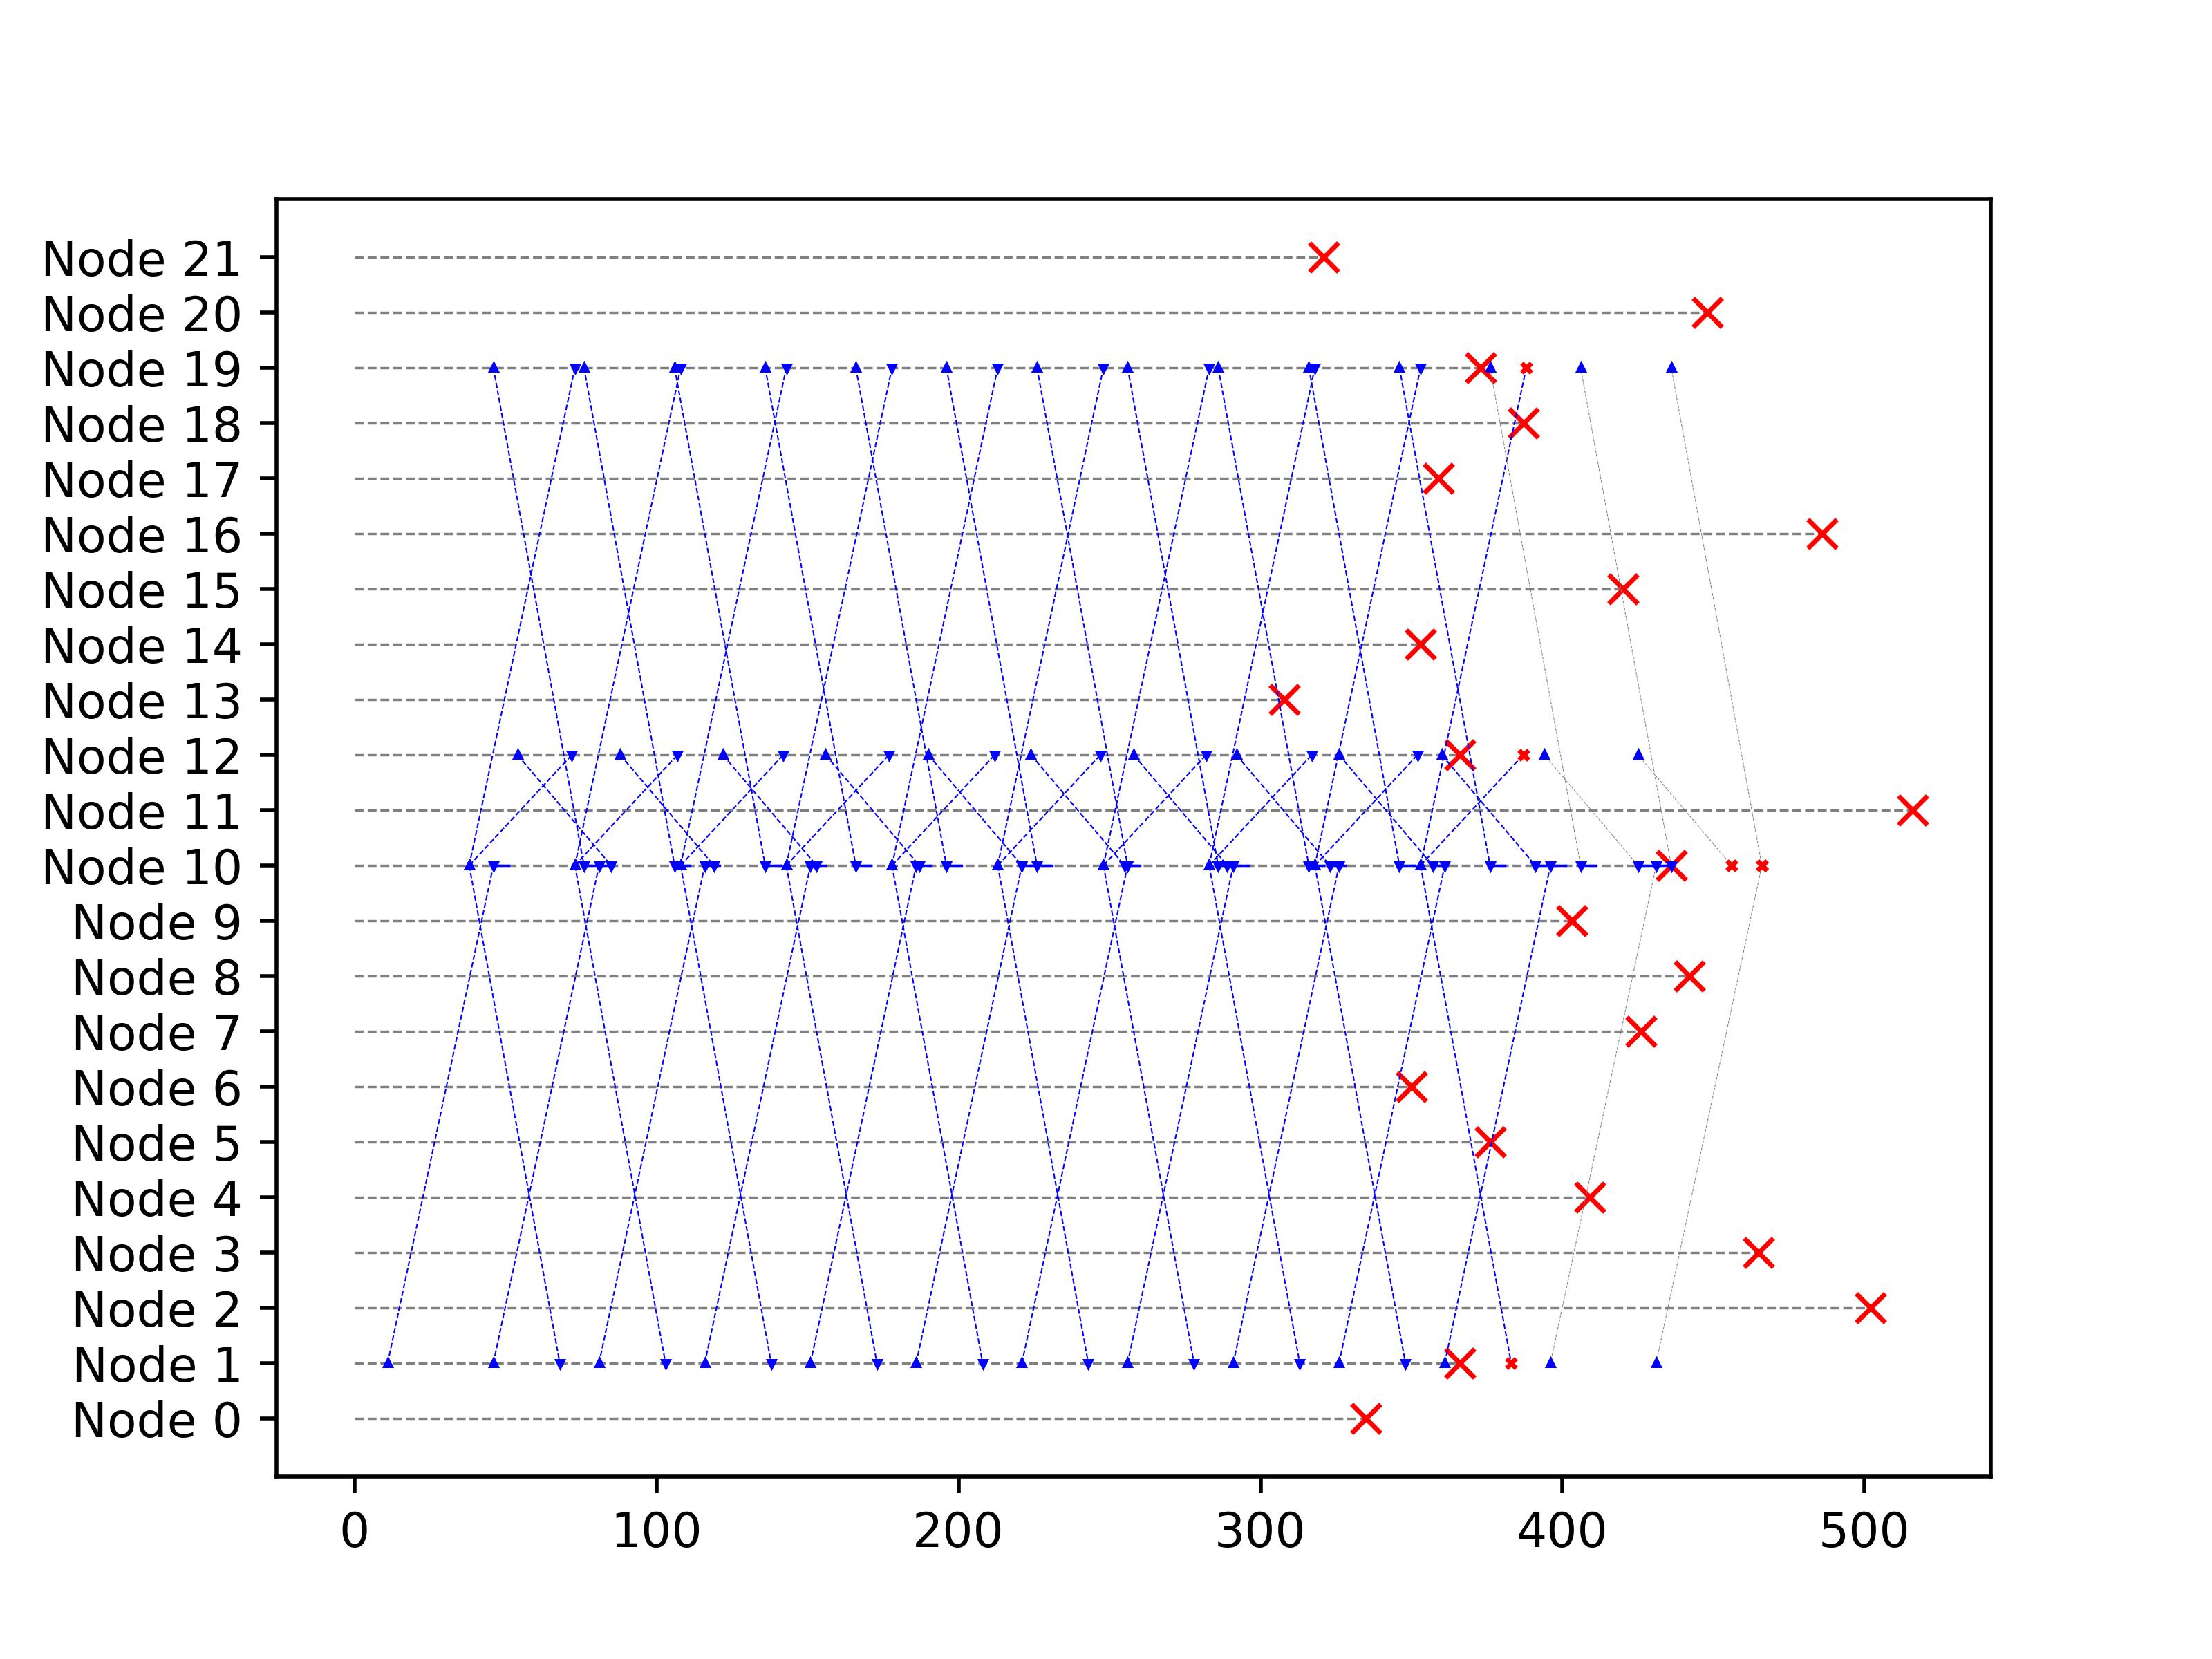 Node 21
Node 20
Node 19
Node 18
Node 17
Node 16
Node 15
Node 14
Node 13
Node 12
Node 11
Node 10
Node 9
Node 8
Node 7
Node 6
Node 5
Node 4
Node 3
Node 2
Node 1
Node 0
0 100 200 300 400 500